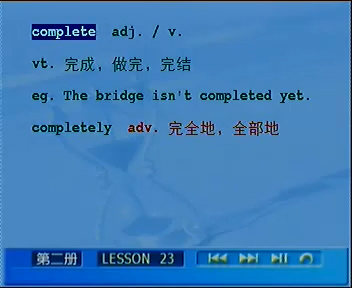 complete adj. / v.
vt. 完成，做完，完结
eg. The bridge isn't completed yet.
completely adv. 完全地，全部地
第二册 LESSON 23